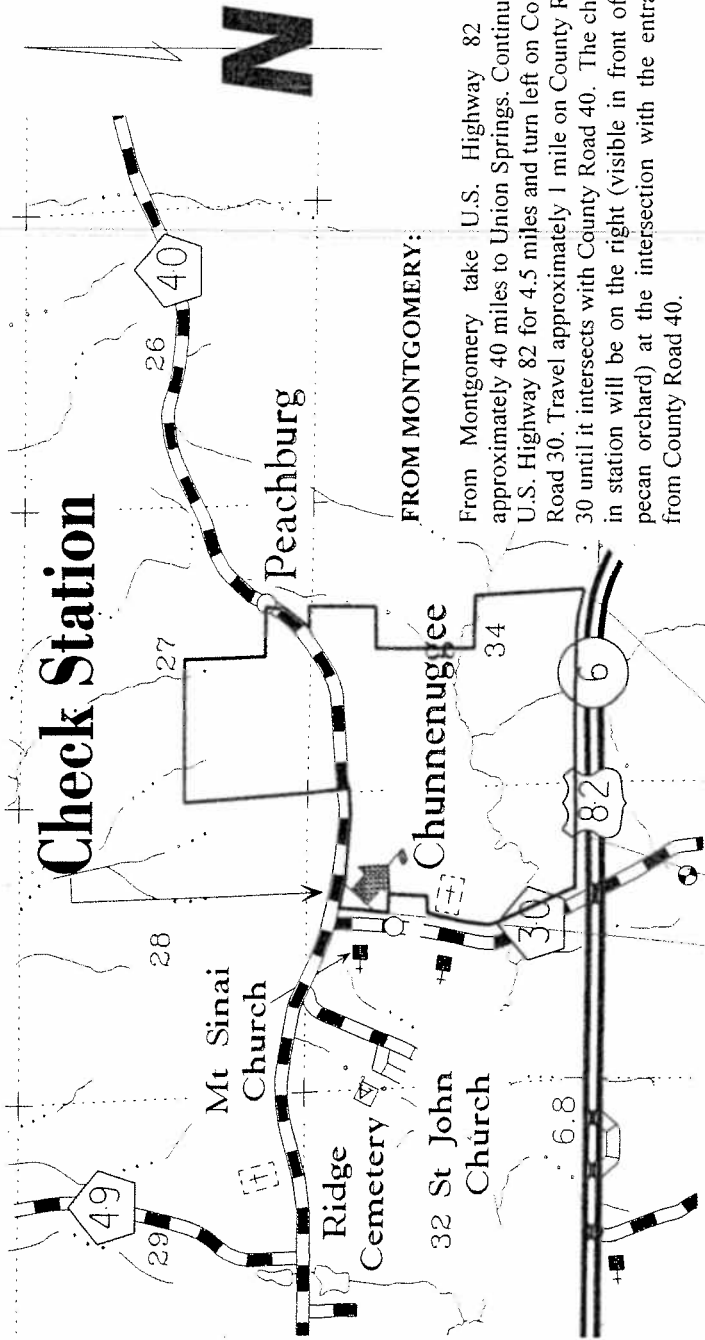 Check Station
N
40
26
27
Peachburg
28
Mt Sinai
Church
49
29
Ridge
Cemetery
32
St John
Church
Chunnenuggee
34
30
6.8
82
6
FROM MONTGOMERY:
From Montgomery take U.S. Highway 82
approximately 40 miles to Union Springs. Continu
U.S. Highway 82 for 4.5 miles and turn left on Co
Road 30. Travel approximately 1 mile on County R
30 until it intersects with County Road 40. The ch
in station will be on the right (visible in front of
pecan orchard) at the intersection with the entra
from County Road 40.